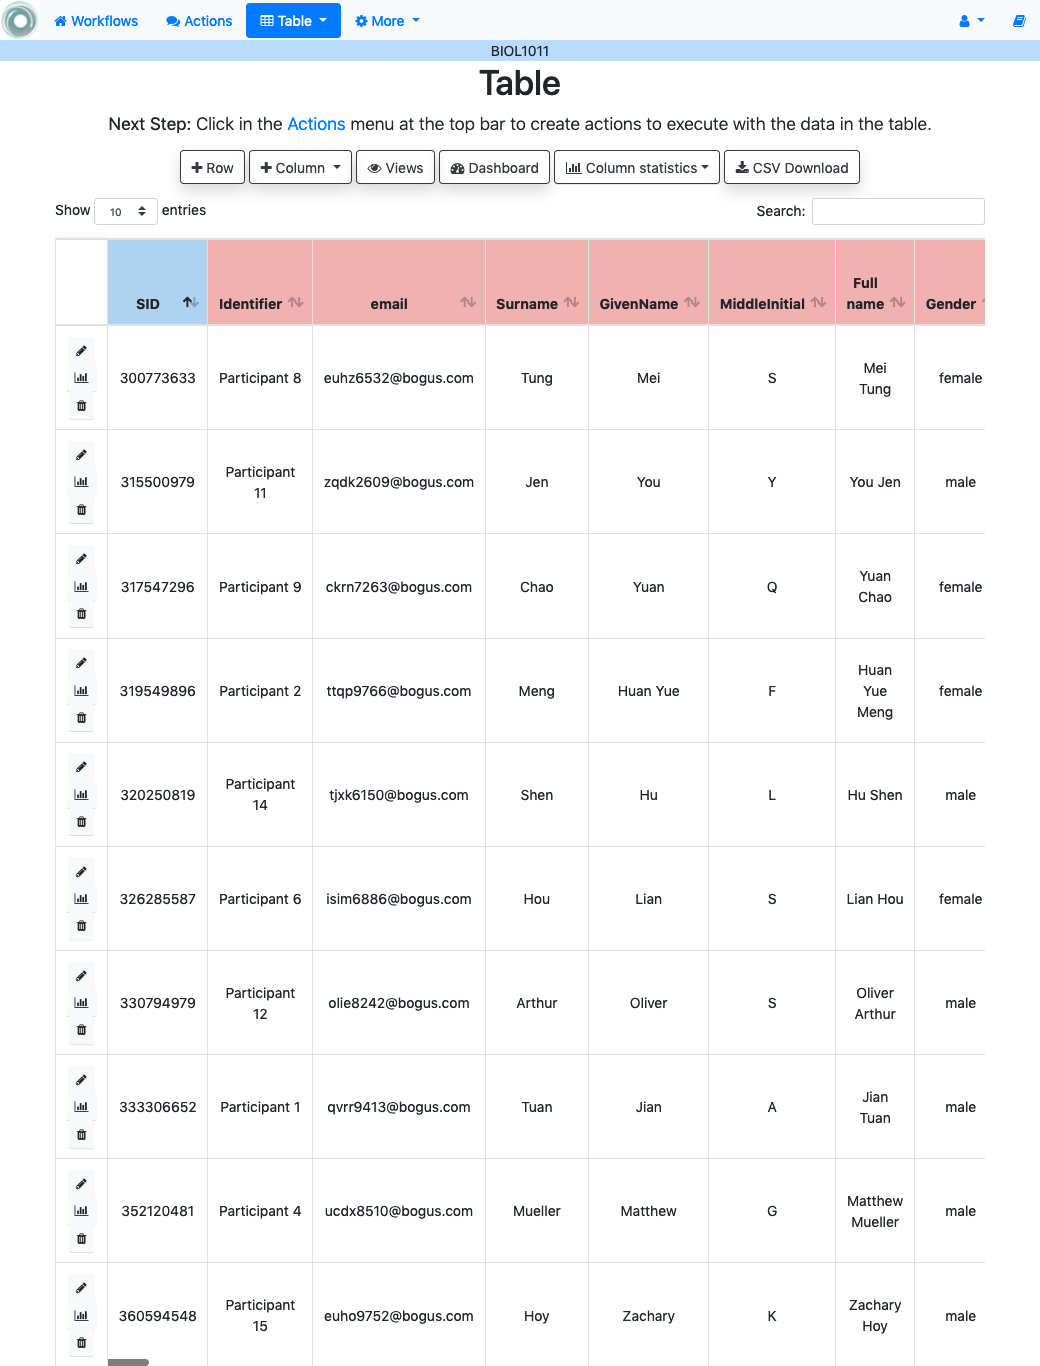 Workflows Actions Table More
BIOL1011
Table
Next Step: Click in the Actions menu at the top bar to create actions to execute with the data in the table.
Row Column Views Dashboard Column statistics CSV Download
Show 10 entries Search:
SID Identifier email Surname GivenName MiddleInitial Full name Gender
300773633 Participant 8 euhz6532@bogus.com Tung Mei S Mei Tung female
315500979 Participant 11 zqdk2609@bogus.com Jen You Y You Jen male
317547296 Participant 9 ckrn7263@bogus.com Chao Yuan Q Yuan Chao female
319549896 Participant 2 ttqp9766@bogus.com Meng Huan Yue F Huan Yue Meng female
320250819 Participant 14 tjxk6150@bogus.com Shen Hu L Hu Shen male
326285587 Participant 6 isim6886@bogus.com Hou Lian S Lian Hou female
330794979 Participant 12 olie8242@bogus.com Arthur Oliver S Oliver Arthur male
333306652 Participant 1 qvrr9413@bogus.com Tuan Jian A Jian Tuan male
352120481 Participant 4 ucdx8510@bogus.com Mueller Matthew G Matthew Mueller male
360594548 Participant 15 euho9752@bogus.com Hoy Zachary K Zachary Hoy male